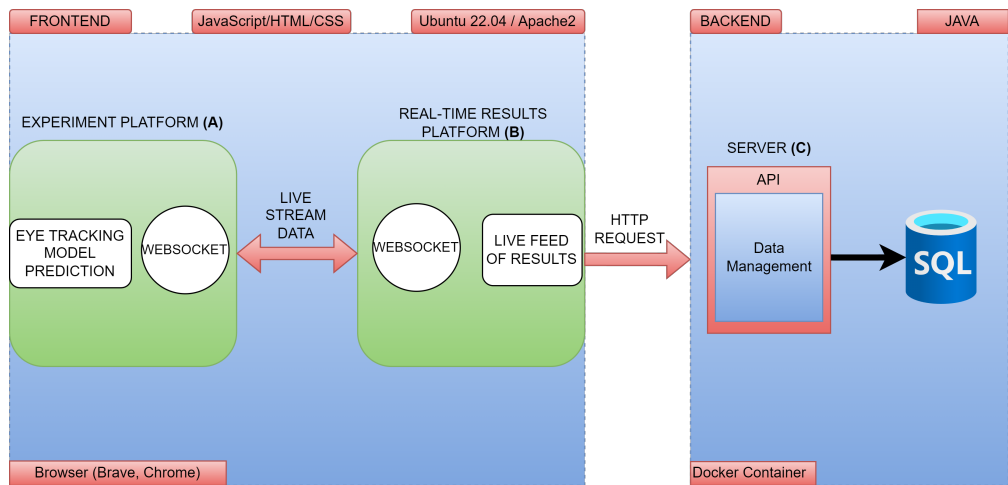 FRONTEND
JavaScript/HTML/CSS
Ubuntu 22.04 / Apache2
BACKEND
JAVA
EXPERIMENT PLATFORM (A)
REAL-TIME RESULTS
PLATFORM (B)
SERVER (C)
EYE TRACKING
MODEL
PREDICTION
WEBSOCKET
LIVE
STREAM
DATA
WEBSOCKET
LIVE FEED
OF RESULTS
HTTP
REQUEST
API
Data
Management
SQL
Browser (Brave, Chrome)
Docker Container